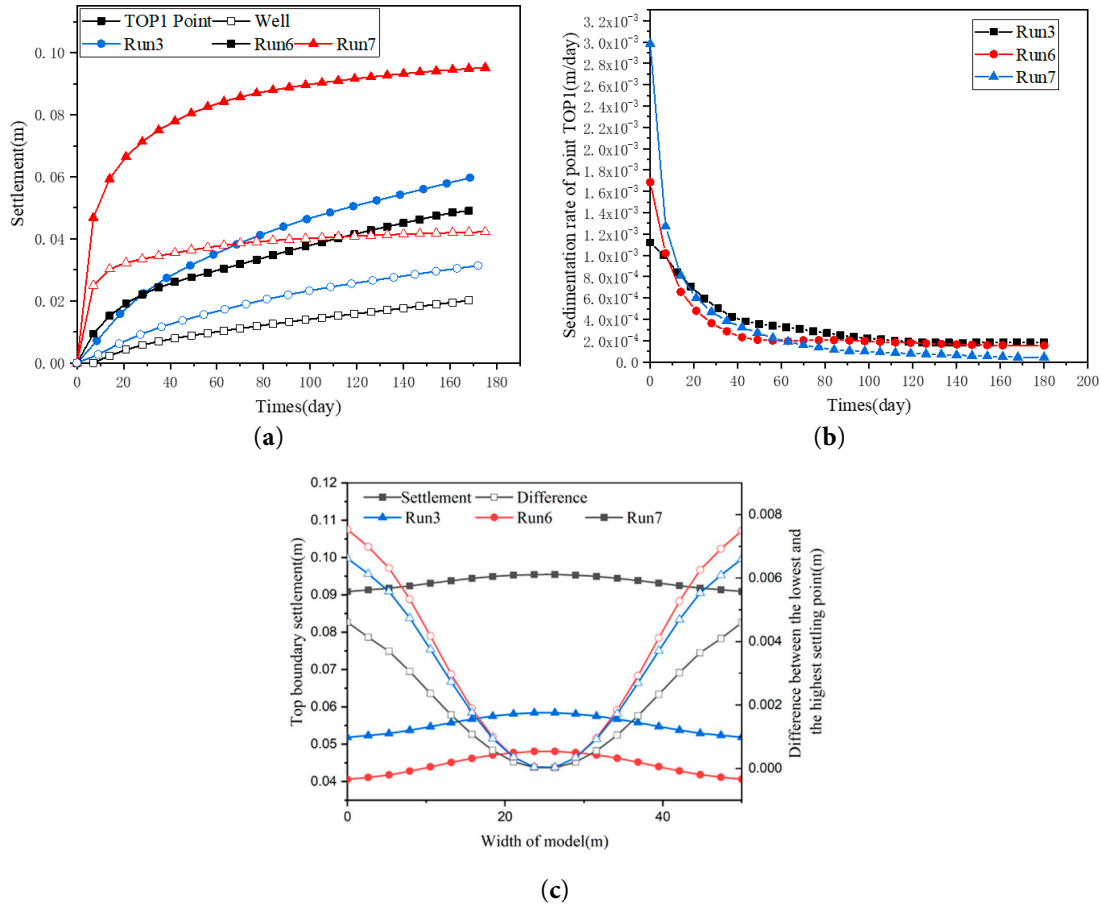 TOP1 Point Well
Run3 Run6 Run7
0.10
0.08
0.06
0.04
0.02
0.00
Settlement(m)
0 20 40 60 80 100 120 140 160 180
Times(day)
(a)
3.2x10⁻³
3.0x10⁻³
2.8x10⁻³
2.6x10⁻³
2.4x10⁻³
2.2x10⁻³
2.0x10⁻³
1.8x10⁻³
1.6x10⁻³
1.4x10⁻³
1.2x10⁻³
1.0x10⁻³
8.0x10⁻⁴
6.0x10⁻⁴
4.0x10⁻⁴
2.0x10⁻⁴
0.0
Sedimentation rate of point TOP1(m/day)
Run3
Run6
Run7
0 20 40 60 80 100 120 140 160 180 200
Times(day)
(b)
0.12
0.11
0.10
0.09
0.08
0.07
0.06
0.05
0.04
Top boundary settlement(m)
Settlement Difference
Run3 Run6 Run7
0.008
0.006
0.004
0.002
0.000
Difference between the lowest and
the highest settling point(m)
0 20 40
Width of model(m)
(c)